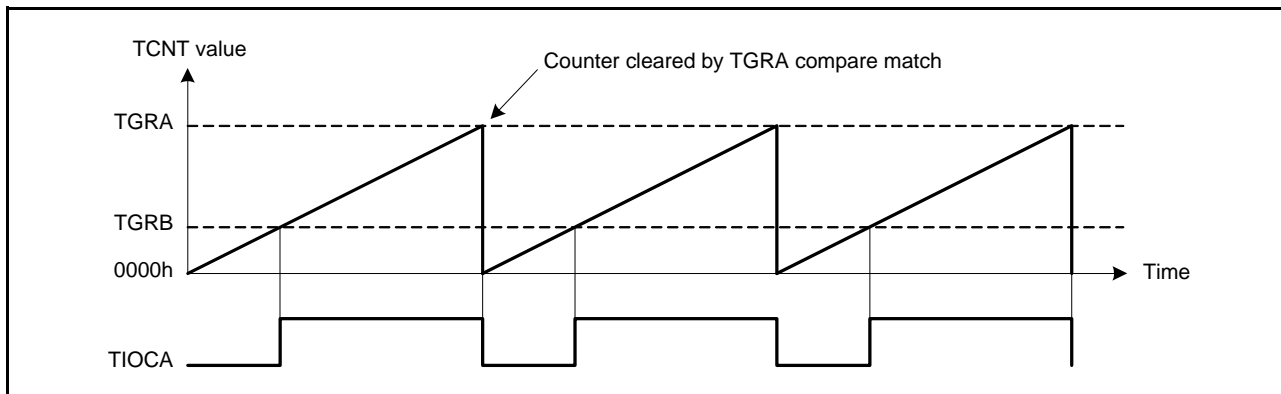 TCNT value
Counter cleared by TGRA compare match
TGRA
TGRB
0000h
Time
TIOCA